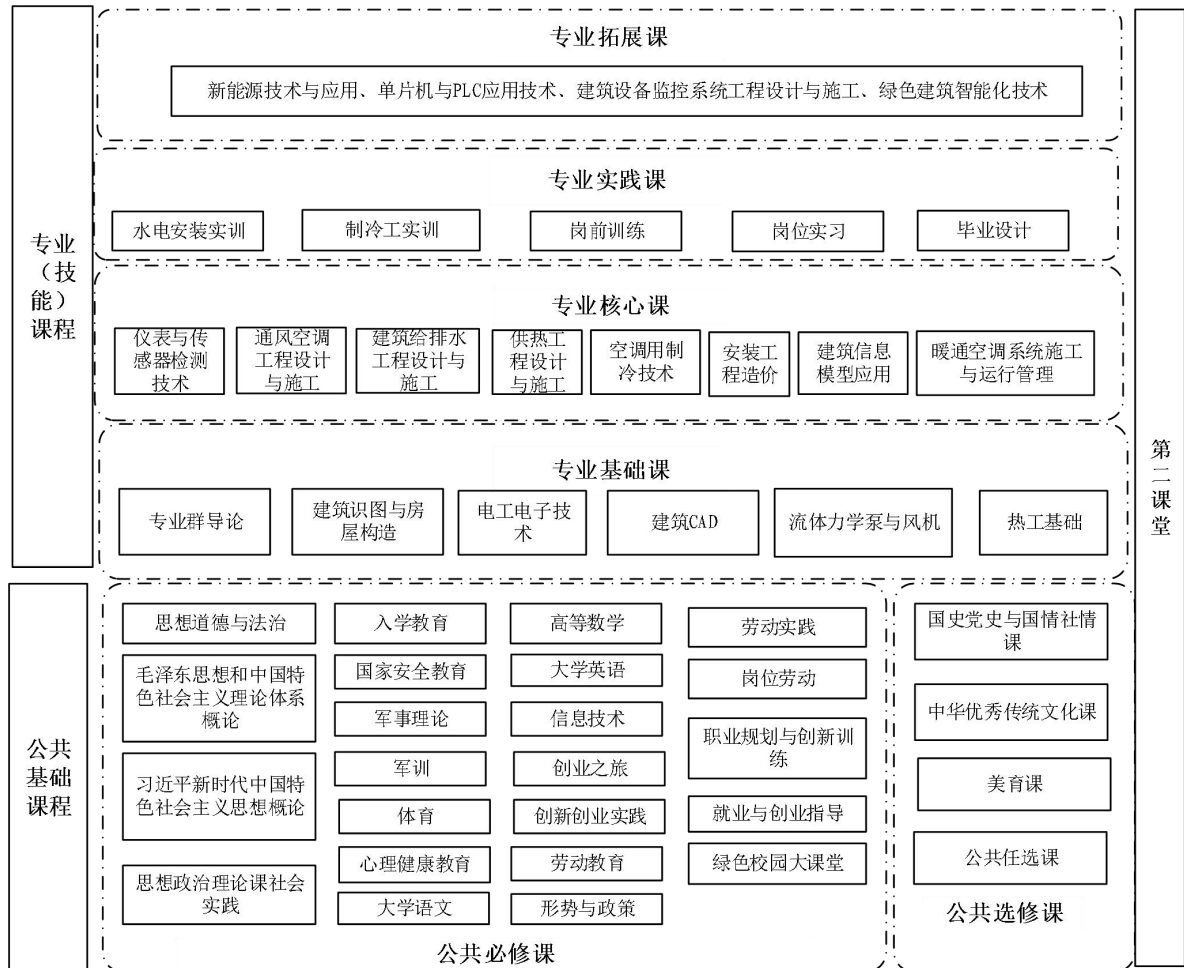 专业拓展课
新能源技术与应用、单片机与PLC应用技术、建筑设备监控系统工程设计与施工、绿色建筑智能化技术
专业
（技
能）
课程
专业实践课
水电安装实训
制冷工实训
岗前训练
岗位实习
毕业设计
专业核心课
仪表与传
感器检测
技术
通风空调
工程设计
与施工
建筑给排水
工程设计与
施工
供热工
程设计
与施工
空调用制
冷技术
安装工
程造价
建筑信息
模型应用
暖通空调系统施工
与运行管理
专业基础课
专业群导论
建筑识图与房
屋构造
电工电子技
术
建筑CAD
流体力学泵与风机
热工基础
第
二
课
堂
公共
基础
课程
思想道德与法治
毛泽东思想和中国特
色社会主义理论体系
概论
习近平新时代中国特
色社会主义思想概论
思想政治理论课社会
实践
入学教育
国家安全教育
军事理论
军训
体育
心理健康教育
大学语文
高等数学
大学英语
信息技术
创业之旅
创新创业实践
劳动教育
形势与政策
劳动实践
岗位劳动
职业规划与创新训
练
就业与创业指导
绿色校园大课堂
公共必修课
国史党史与国情社情
课
中华优秀传统文化课
美育课
公共任选课
公共选修课